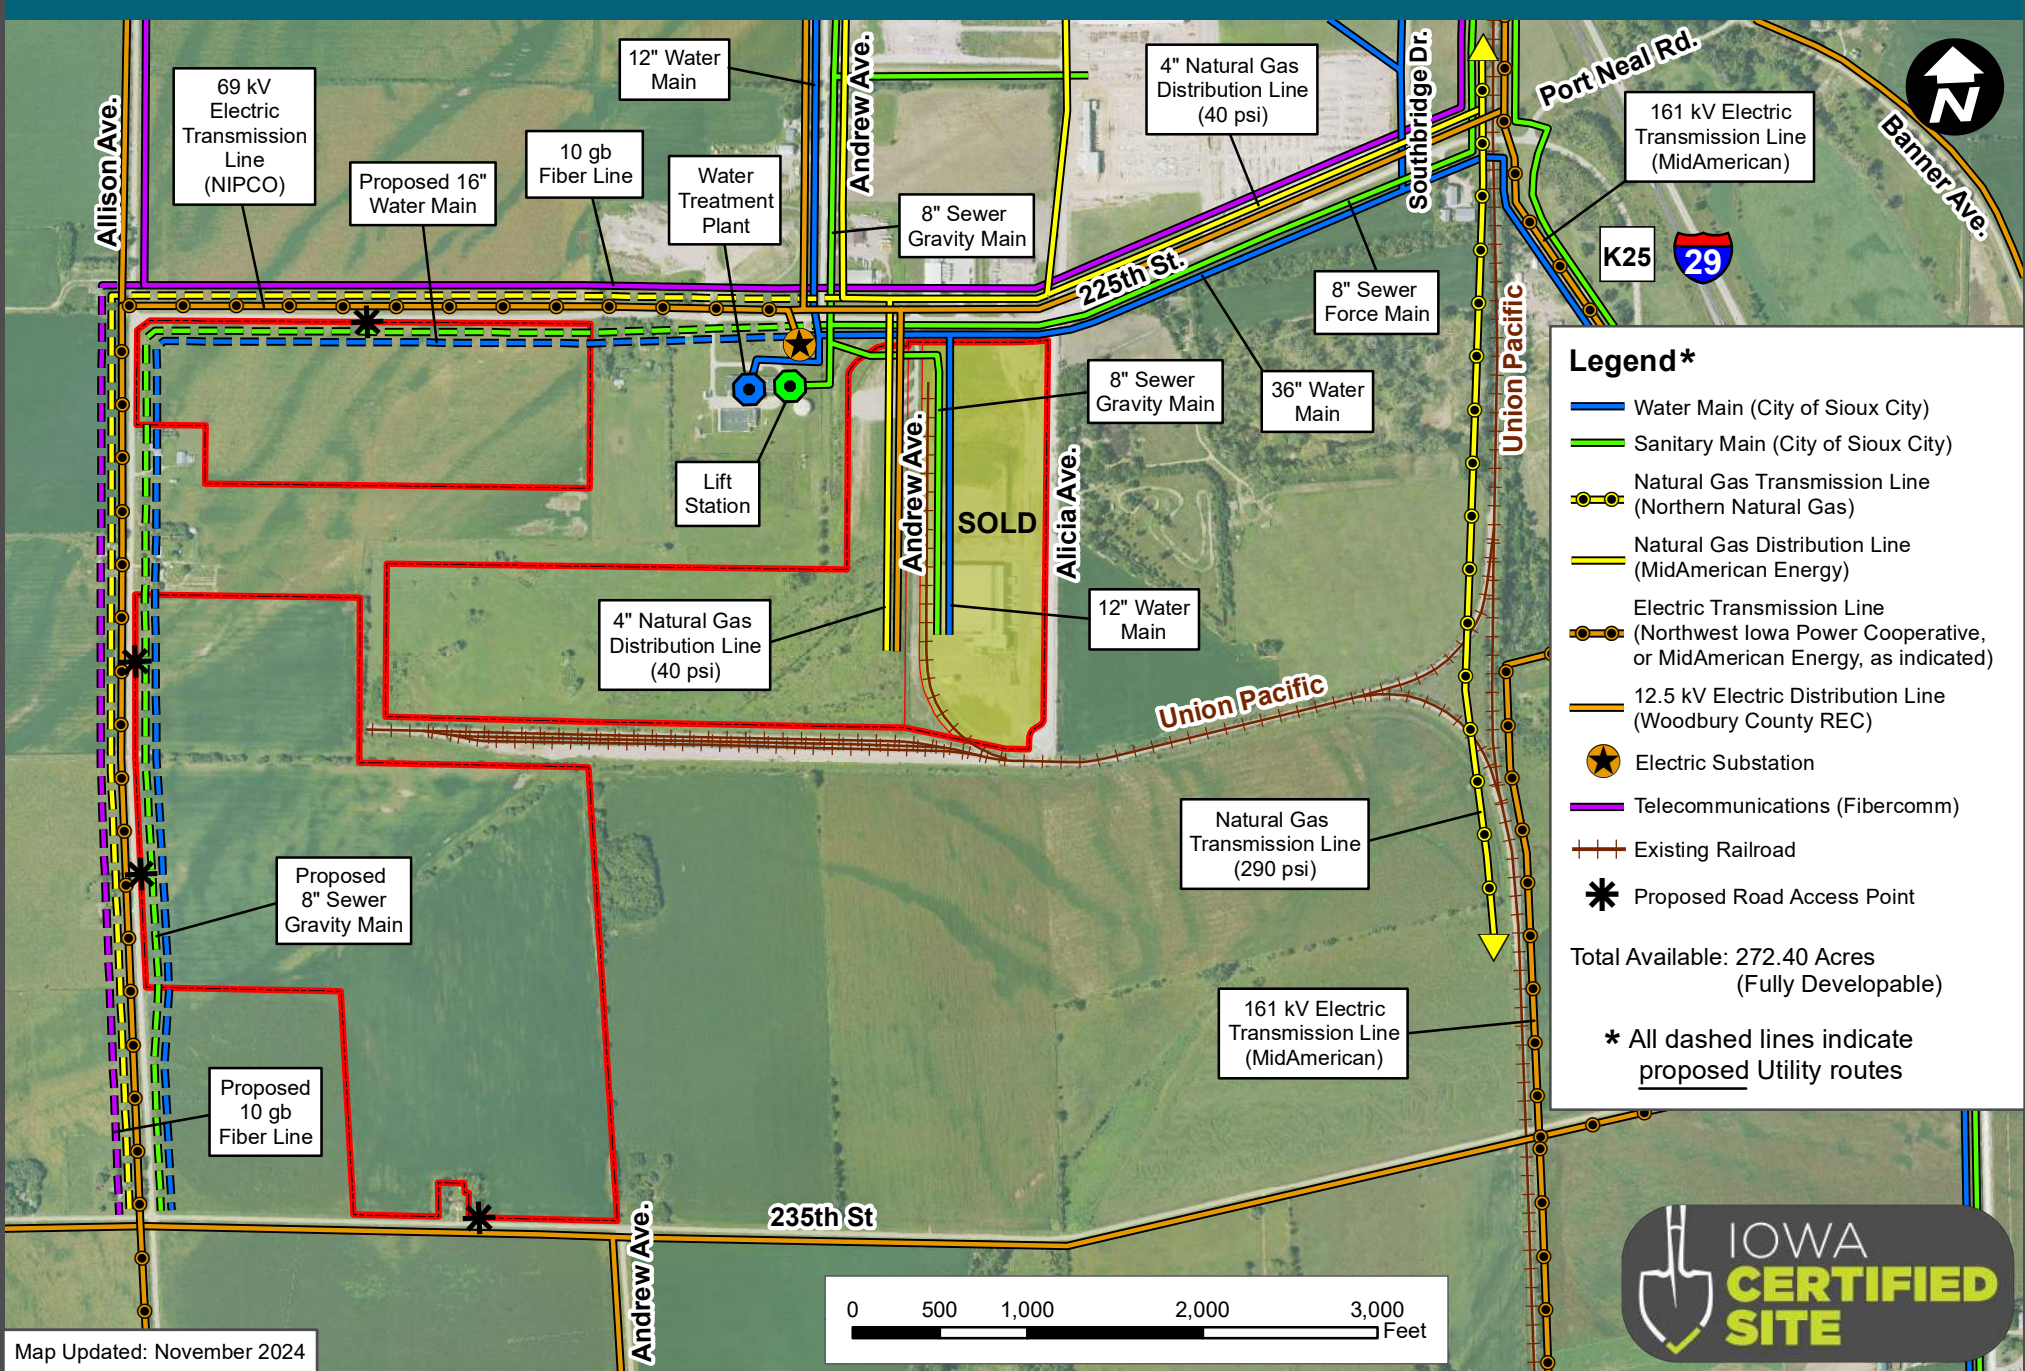 12" Water
Main
Andrew Ave.
4" Natural Gas
Distribution Line
(40 psi)
Southbridge Dr.
Port Neal Rd.
N
161 kV Electric
Transmission Line
(MidAmerican)
Banner Ave.
Allison Ave.
69 kV
Electric
Transmission
Line
(NIPCO)
Proposed 16"
Water Main
10 gb
Fiber Line
Water
Treatment
Plant
8" Sewer
Gravity Main
225th St.
K25
29
8" Sewer
Force Main
36" Water
Main
8" Sewer
Gravity Main
Union Pacific
Lift
Station
Andrew Ave.
SOLD
Alicia Ave.
4" Natural Gas
Distribution Line
(40 psi)
12" Water
Main
Union Pacific
Natural Gas
Transmission Line
(290 psi)
Proposed
8" Sewer
Gravity Main
161 kV Electric
Transmission Line
(MidAmerican)
Proposed
10 gb
Fiber Line
235th St
Andrew Ave.
Legend*
Water Main (City of Sioux City)
Sanitary Main (City of Sioux City)
Natural Gas Transmission Line
(Northern Natural Gas)
Natural Gas Distribution Line
(MidAmerican Energy)
Electric Transmission Line
(Northwest Iowa Power Cooperative,
or MidAmerican Energy, as indicated)
12.5 kV Electric Distribution Line
(Woodbury County REC)
Electric Substation
Telecommunications (Fibercomm)
Existing Railroad
Proposed Road Access Point
Total Available: 272.40 Acres
(Fully Developable)
* All dashed lines indicate
proposed Utility routes
0 500 1,000 2,000 3,000
Feet
Map Updated: November 2024
IOWA
CERTIFIED
SITE